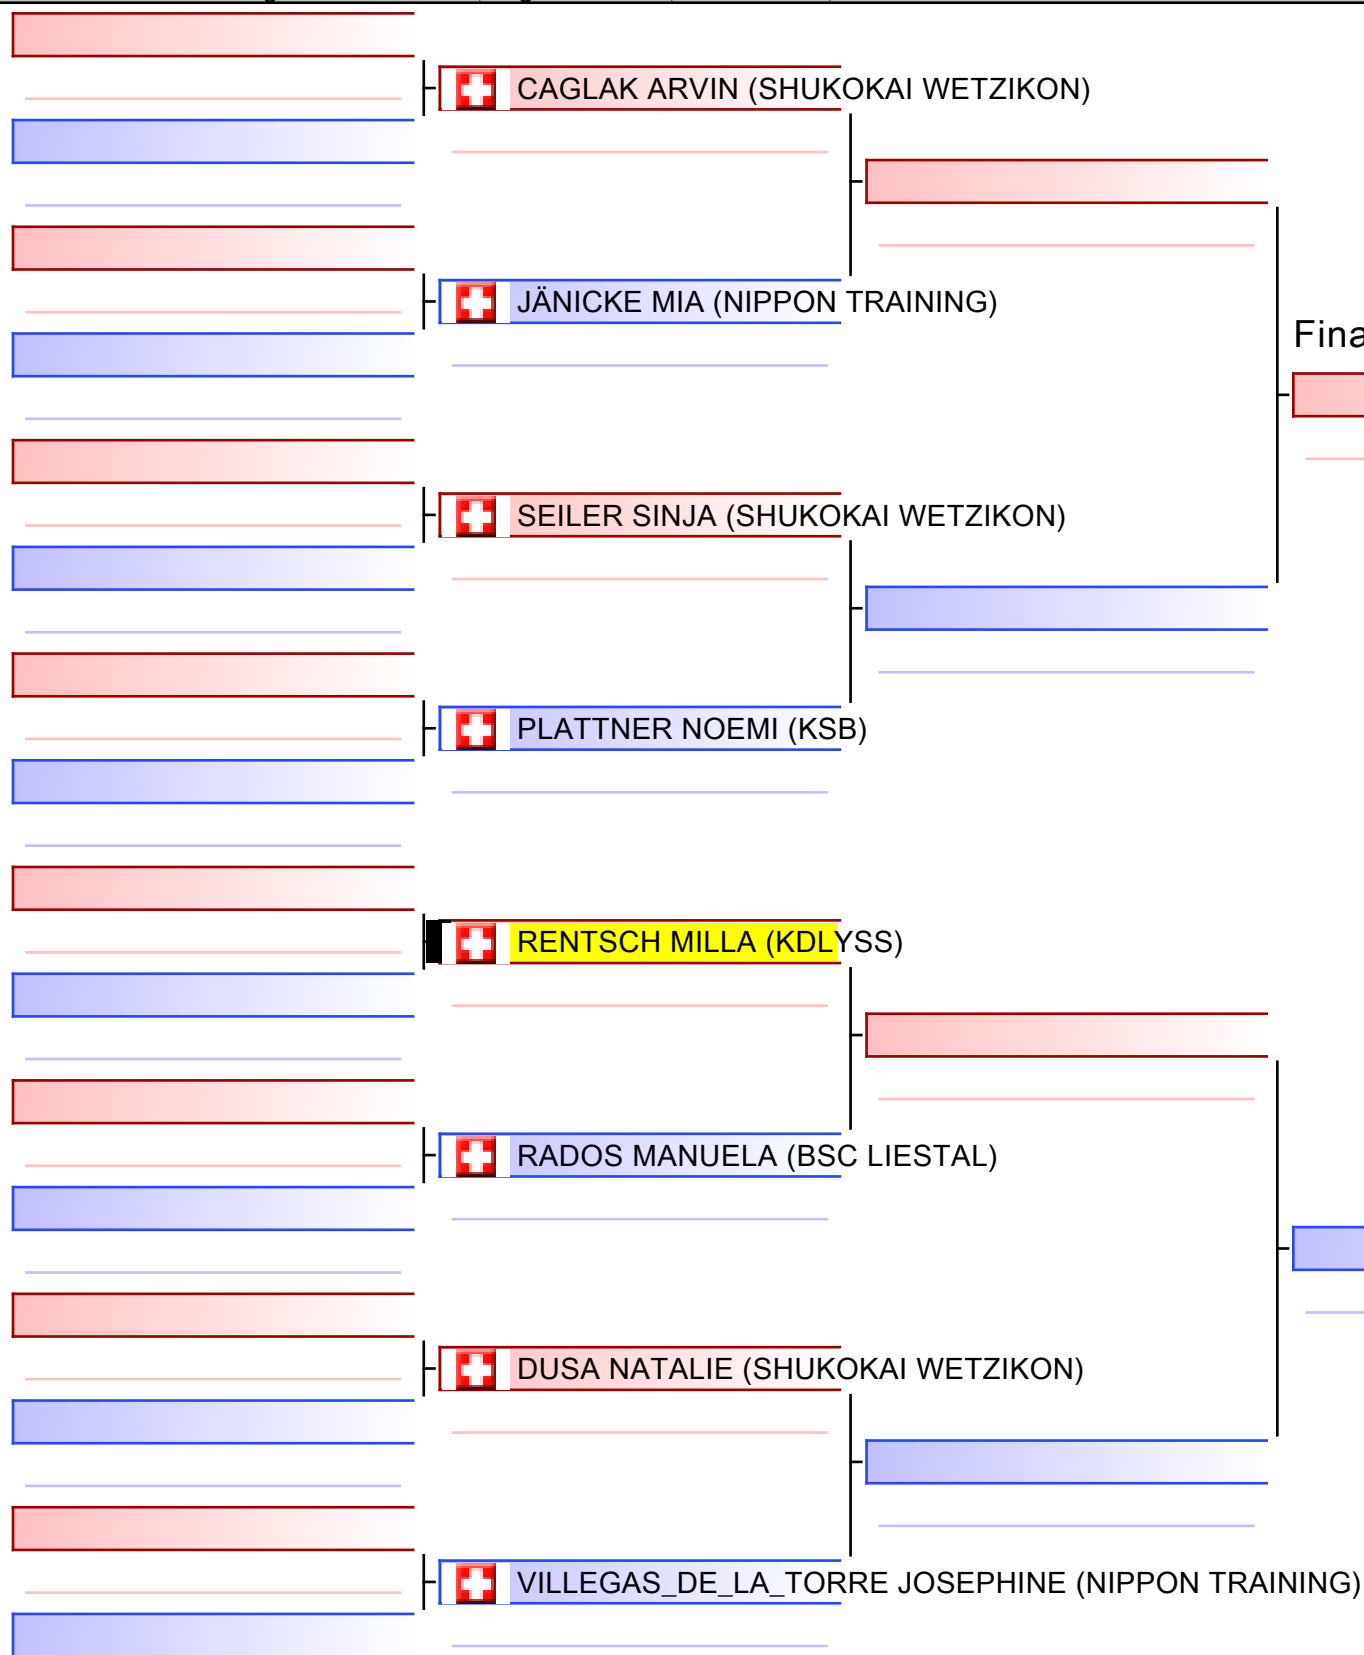 CAGLAK ARVIN (SHUKOKAI WETZIKON)
JÄNICKE MIA (NIPPON TRAINING)
Fina
SEILER SINJA (SHUKOKAI WETZIKON)
PLATTNER NOEMI (KSB)
RENTSCH MILLA (KDLYSS)
RADOS MANUELA (BSC LIESTAL)
DUSA NATALIE (SHUKOKAI WETZIKON)
VILLEGAS_DE_LA_TORRE JOSEPHINE (NIPPON TRAINING)